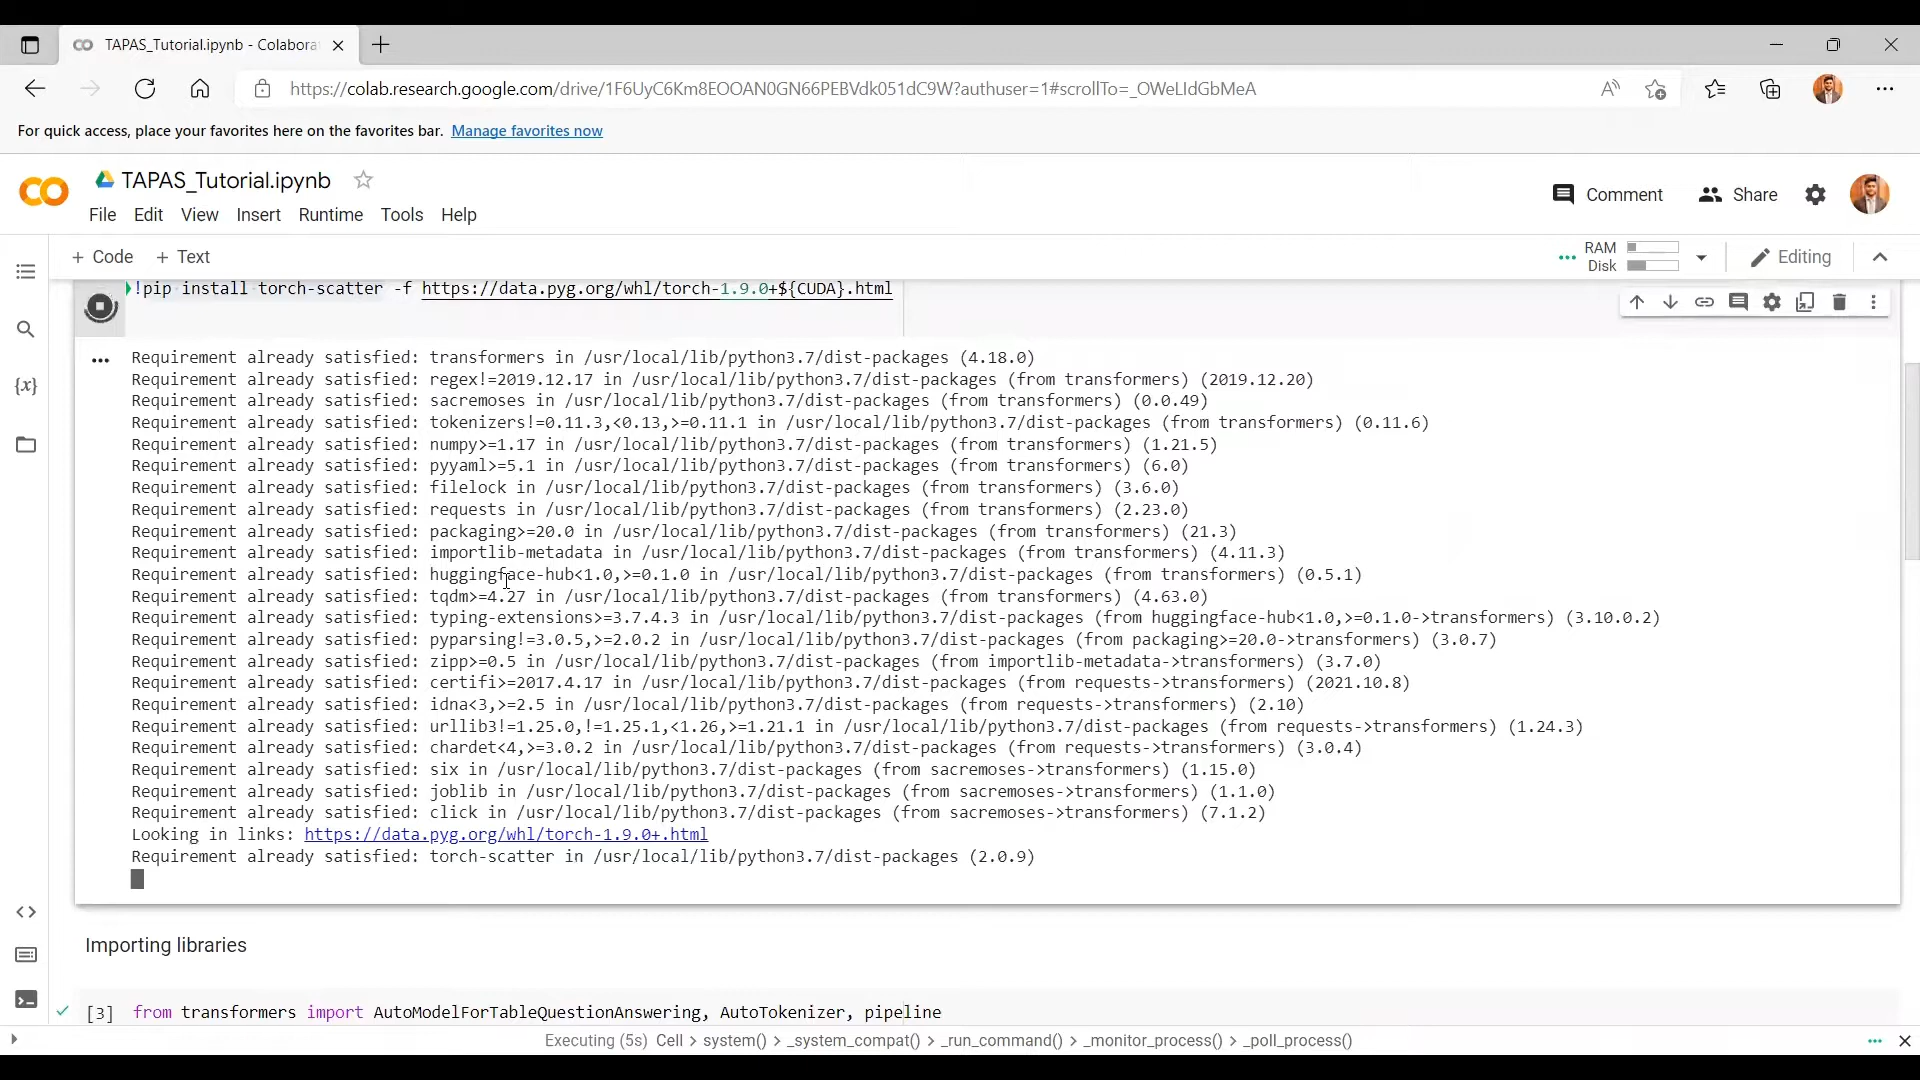 TAPAS_Tutorial.ipynb - Colabora
https://colab.research.google.com/drive/1F6UyC6Km8EOOAN0GN66PEBVdk051dC9W?authuser=1#scrollTo=_OWeLIdGbMeA
For quick access, place your favorites here on the favorites bar. Manage favorites now
TAPAS_Tutorial.ipynb
Comment Share
File Edit View Insert Runtime Tools Help
+ Code + Text
RAM
Disk
Editing
!pip install torch-scatter -f https://data.pyg.org/whl/torch-1.9.0+${CUDA}.html
Requirement already satisfied: transformers in /usr/local/lib/python3.7/dist-packages (4.18.0)
Requirement already satisfied: regex!=2019.12.17 in /usr/local/lib/python3.7/dist-packages (from transformers) (2019.12.20)
Requirement already satisfied: sacremoses in /usr/local/lib/python3.7/dist-packages (from transformers) (0.0.49)
Requirement already satisfied: tokenizers!=0.11.3,<0.13,>=0.11.1 in /usr/local/lib/python3.7/dist-packages (from transformers) (0.11.6)
Requirement already satisfied: numpy>=1.17 in /usr/local/lib/python3.7/dist-packages (from transformers) (1.21.5)
Requirement already satisfied: pyyaml>=5.1 in /usr/local/lib/python3.7/dist-packages (from transformers) (6.0)
Requirement already satisfied: filelock in /usr/local/lib/python3.7/dist-packages (from transformers) (3.6.0)
Requirement already satisfied: requests in /usr/local/lib/python3.7/dist-packages (from transformers) (2.23.0)
Requirement already satisfied: packaging>=20.0 in /usr/local/lib/python3.7/dist-packages (from transformers) (21.3)
Requirement already satisfied: importlib-metadata in /usr/local/lib/python3.7/dist-packages (from transformers) (4.11.3)
Requirement already satisfied: huggingface-hub<1.0,>=0.1.0 in /usr/local/lib/python3.7/dist-packages (from transformers) (0.5.1)
Requirement already satisfied: tqdm>=4.27 in /usr/local/lib/python3.7/dist-packages (from transformers) (4.63.0)
Requirement already satisfied: typing-extensions>=3.7.4.3 in /usr/local/lib/python3.7/dist-packages (from huggingface-hub<1.0,>=0.1.0->transformers) (3.10.0.2)
Requirement already satisfied: pyparsing!=3.0.5,>=2.0.2 in /usr/local/lib/python3.7/dist-packages (from packaging>=20.0->transformers) (3.0.7)
Requirement already satisfied: zipp>=0.5 in /usr/local/lib/python3.7/dist-packages (from importlib-metadata->transformers) (3.7.0)
Requirement already satisfied: certifi>=2017.4.17 in /usr/local/lib/python3.7/dist-packages (from requests->transformers) (2021.10.8)
Requirement already satisfied: idna<3,>=2.5 in /usr/local/lib/python3.7/dist-packages (from requests->transformers) (2.10)
Requirement already satisfied: urllib3!=1.25.0,!=1.25.1,<1.26,>=1.21.1 in /usr/local/lib/python3.7/dist-packages (from requests->transformers) (1.24.3)
Requirement already satisfied: chardet<4,>=3.0.2 in /usr/local/lib/python3.7/dist-packages (from requests->transformers) (3.0.4)
Requirement already satisfied: six in /usr/local/lib/python3.7/dist-packages (from sacremoses->transformers) (1.15.0)
Requirement already satisfied: joblib in /usr/local/lib/python3.7/dist-packages (from sacremoses->transformers) (1.1.0)
Requirement already satisfied: click in /usr/local/lib/python3.7/dist-packages (from sacremoses->transformers) (7.1.2)
Looking in links: https://data.pyg.org/whl/torch-1.9.0+.html
Requirement already satisfied: torch-scatter in /usr/local/lib/python3.7/dist-packages (2.0.9)
Importing libraries
[3] from transformers import AutoModelForTableQuestionAnswering, AutoTokenizer, pipeline
Executing (5s) Cell > system() > _system_compat() > _run_command() > _monitor_process() > _poll_process()